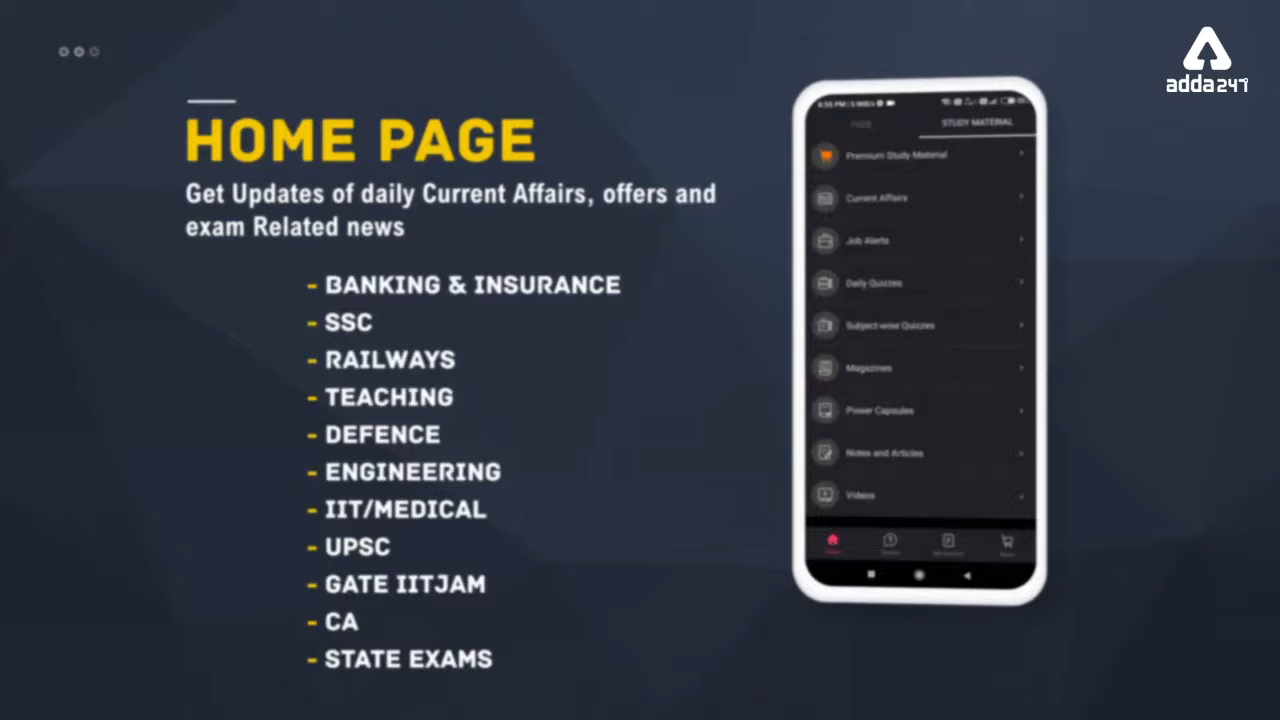 adda247
HOME PAGE
Get Updates of daily Current Affairs, offers and
exam Related news
- BANKING & INSURANCE
- SSC
- RAILWAYS
- TEACHING
- DEFENCE
- ENGINEERING
- IIT/MEDICAL
- UPSC
- GATE IITJAM
- CA
- STATE EXAMS
STUDY MATERIAL
Premium Study Material
Current Affairs
Job Alerts
Daily Quizzes
Subject-wise Quizzes
Magazines
Power Capsules
Notes and Articles
Videos